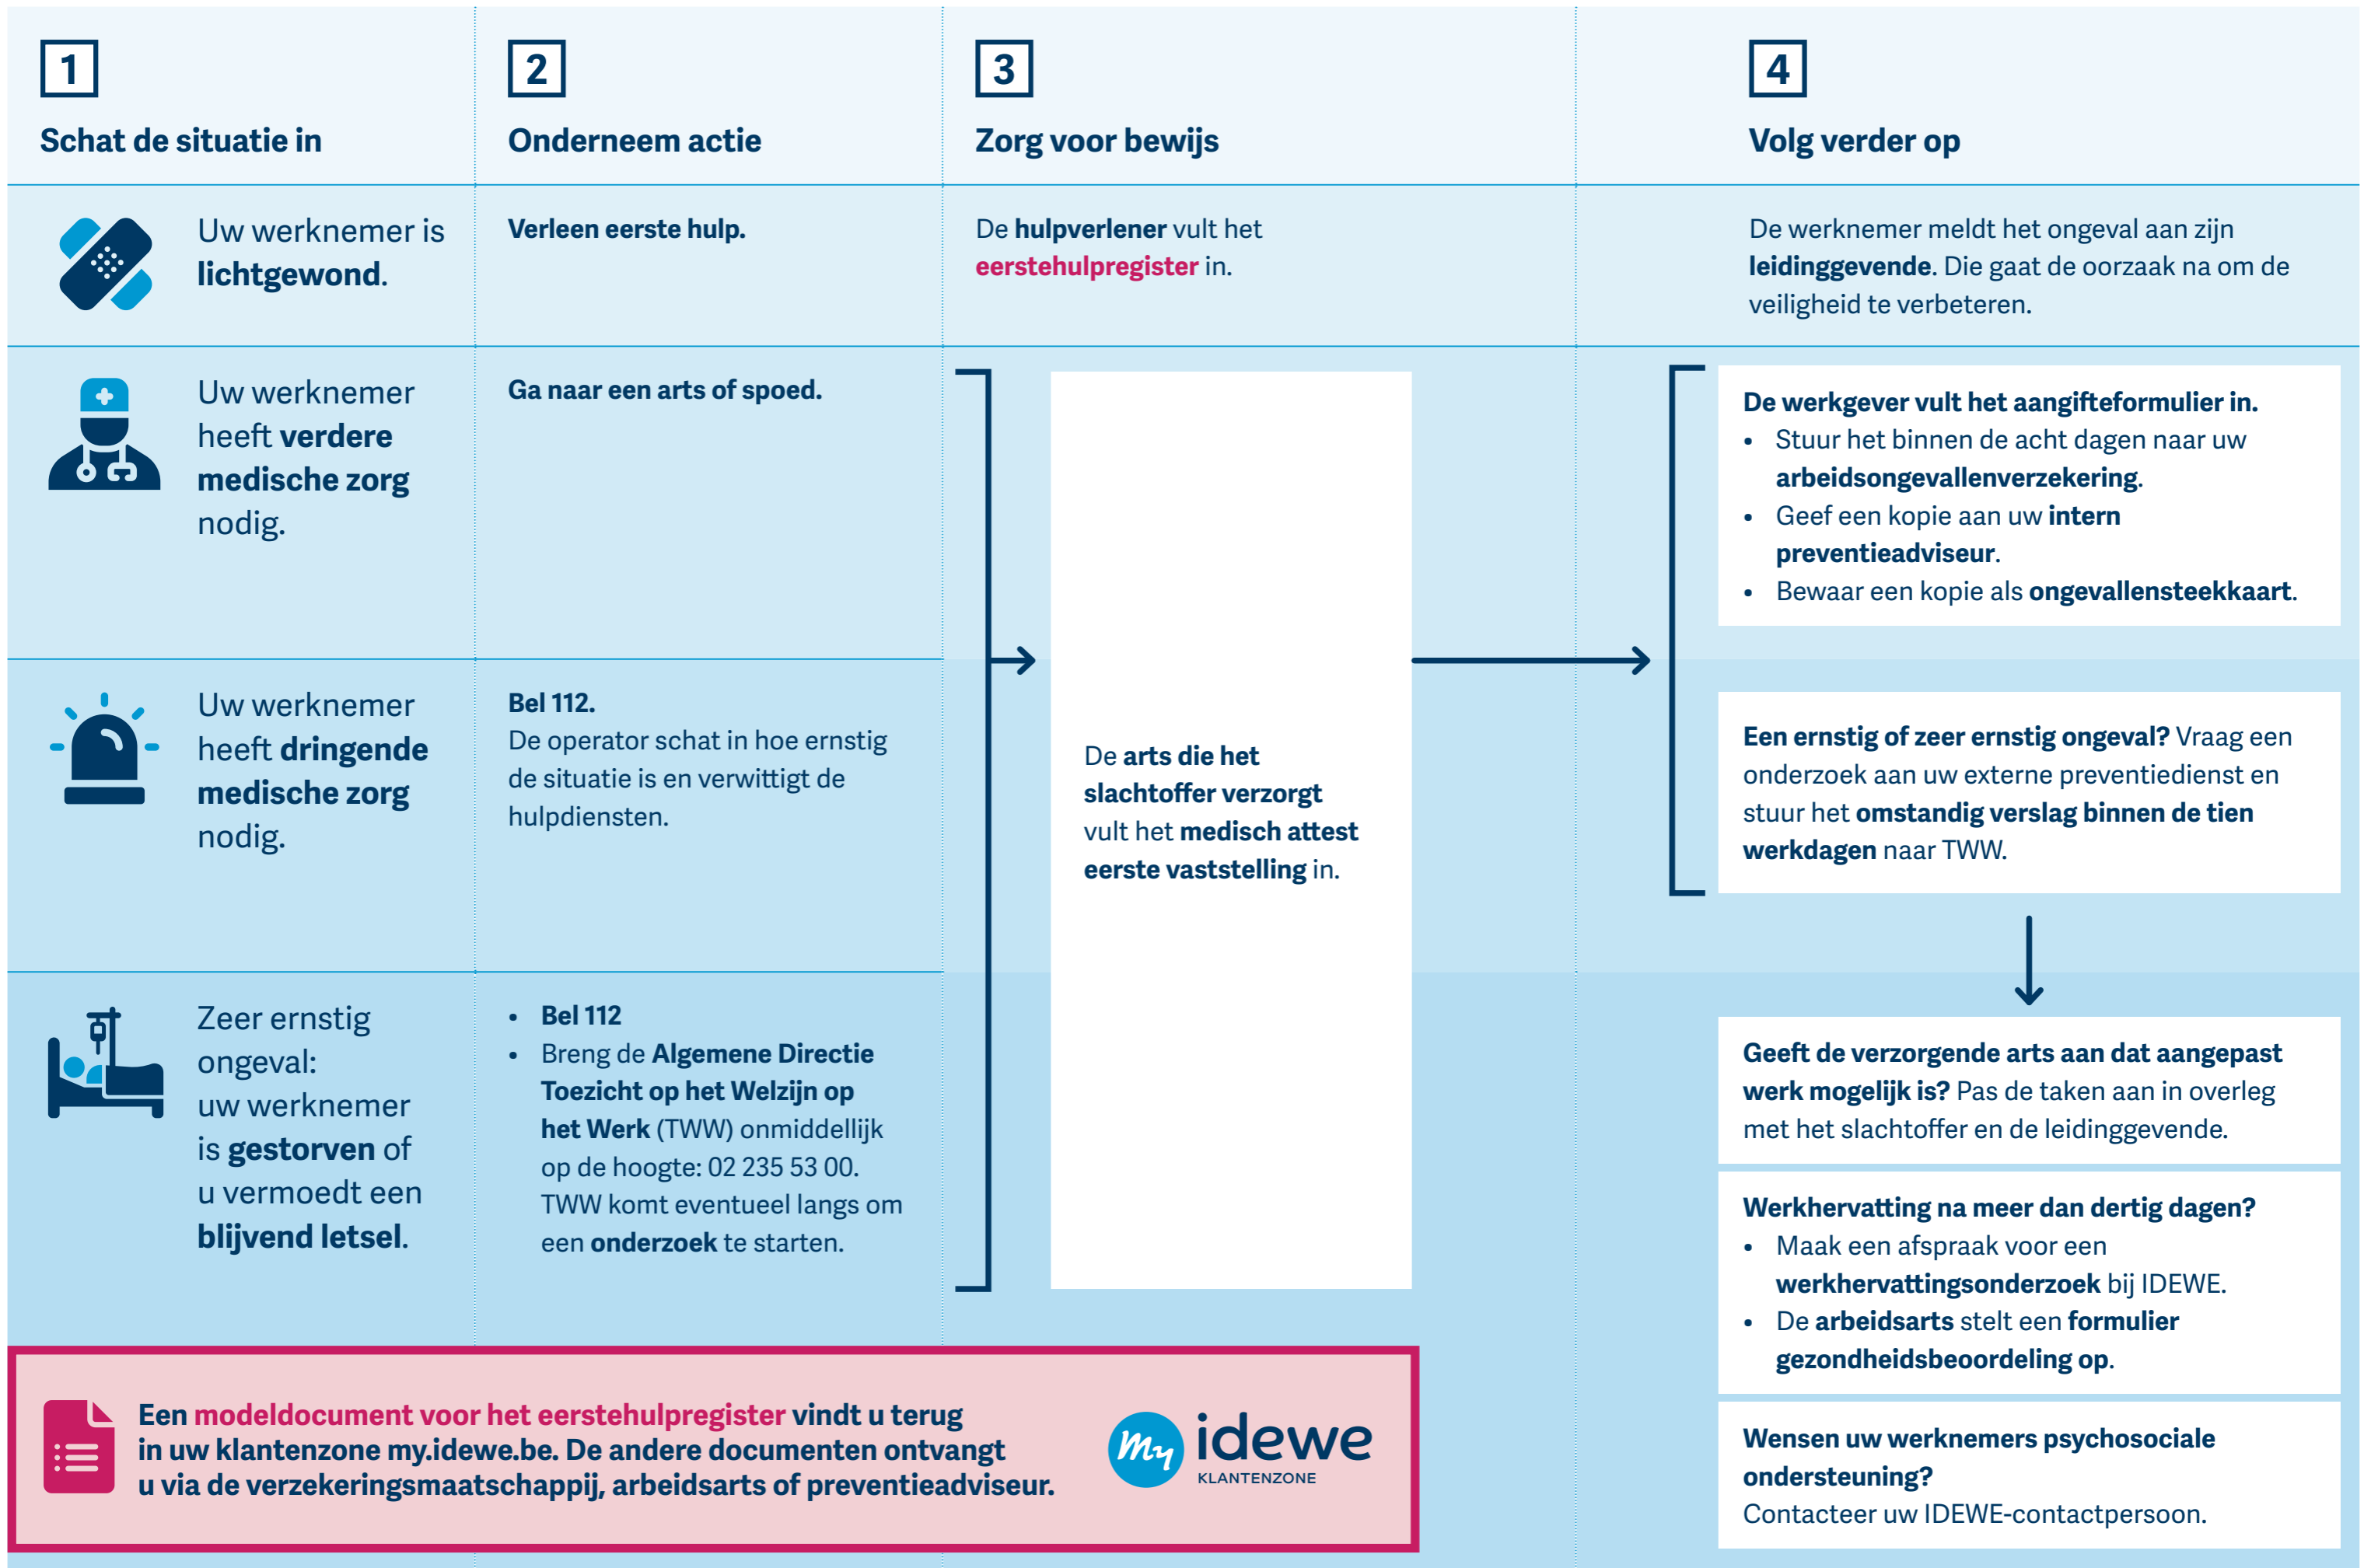 1
Schat de situatie in
2
Onderneem actie
3
Zorg voor bewijs
4
Volg verder op
Uw werknemer is
lichtgewond.
Verleen eerste hulp.
De hulpverlener vult het
eerstehulpregister in.
De werknemer meldt het ongeval aan zijn
leidinggevende. Die gaat de oorzaak na om de
veiligheid te verbeteren.
Uw werknemer
heeft verdere
medische zorg
nodig.
Ga naar een arts of spoed.
Uw werknemer
heeft dringende
medische zorg
nodig.
Bel 112.
De operator schat in hoe ernstig
de situatie is en verwittigt de
hulpdiensten.
Zeer ernstig
ongeval:
uw werknemer
is gestorven of
u vermoedt een
blijvend letsel.
• Bel 112
• Breng de Algemene Directie
Toezicht op het Welzijn op
het Werk (TWW) onmiddellijk
op de hoogte: 02 235 53 00.
TWW komt eventueel langs om
een onderzoek te starten.
De arts die het
slachtoffer verzorgt
vult het medisch attest
eerste vaststelling in.
De werkgever vult het aangifteformulier in.
• Stuur het binnen de acht dagen naar uw
arbeidsongevallenverzekering.
• Geef een kopie aan uw intern
preventieadviseur.
• Bewaar een kopie als ongevallensteekkaart.
Een ernstig of zeer ernstig ongeval? Vraag een
onderzoek aan uw externe preventiedienst en
stuur het omstandig verslag binnen de tien
werkdagen naar TWW.
Geeft de verzorgende arts aan dat aangepast
werk mogelijk is? Pas de taken aan in overleg
met het slachtoffer en de leidinggevende.
Werkhervatting na meer dan dertig dagen?
• Maak een afspraak voor een
werkhervattingsonderzoek bij IDEWE.
• De arbeidsarts stelt een formulier
gezondheidsbeoordeling op.
Wensen uw werknemers psychosociale
ondersteuning?
Contacteer uw IDEWE-contactpersoon.
Een modeldocument voor het eerstehulpregister vindt u terug
in uw klantenzone my.idewe.be. De andere documenten ontvangt
u via de verzekeringsmaatschappij, arbeidsarts of preventieadviseur.
My idewe
KLANTENZONE